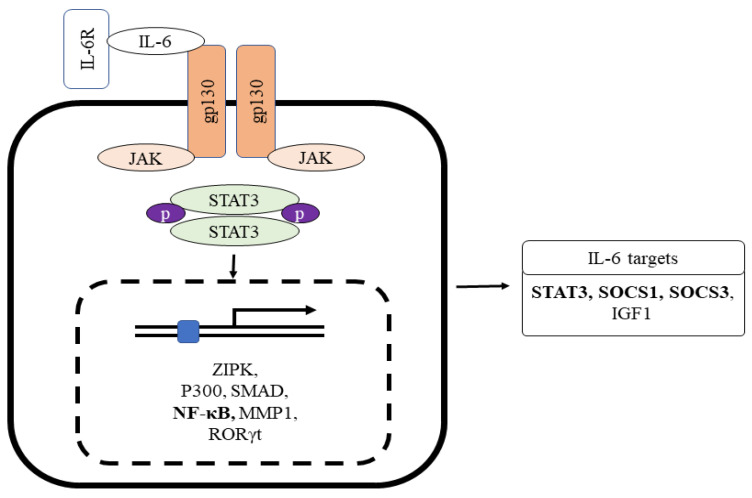 IL-6R
IL-6
gp130
gp130
JAK
JAK
STAT3
p
p
STAT3
IL-6 targets
STAT3, SOCS1, SOCS3,
IGF1
ZIPK,
P300, SMAD,
NF-κB, MMP1,
RORγt